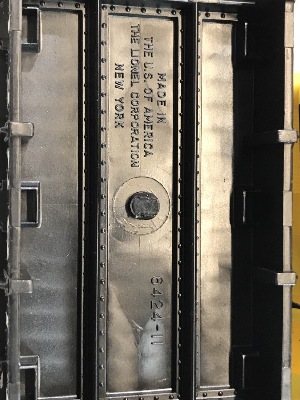 MADE IN
THE U.S. OF AMERICA
THE LIONEL CORPORATION
NEW YORK
6424-11